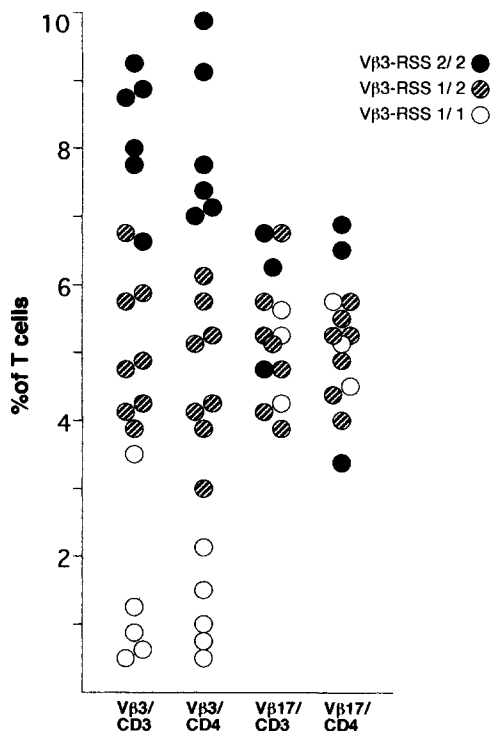 10
8
6
4
2
%of T cells
Vβ3-RSS 2/2
Vβ3-RSS 1/2
Vβ3-RSS 1/1
Vβ3/ Vβ3/ Vβ17/ Vβ17/
CD3 CD4 CD3 CD4